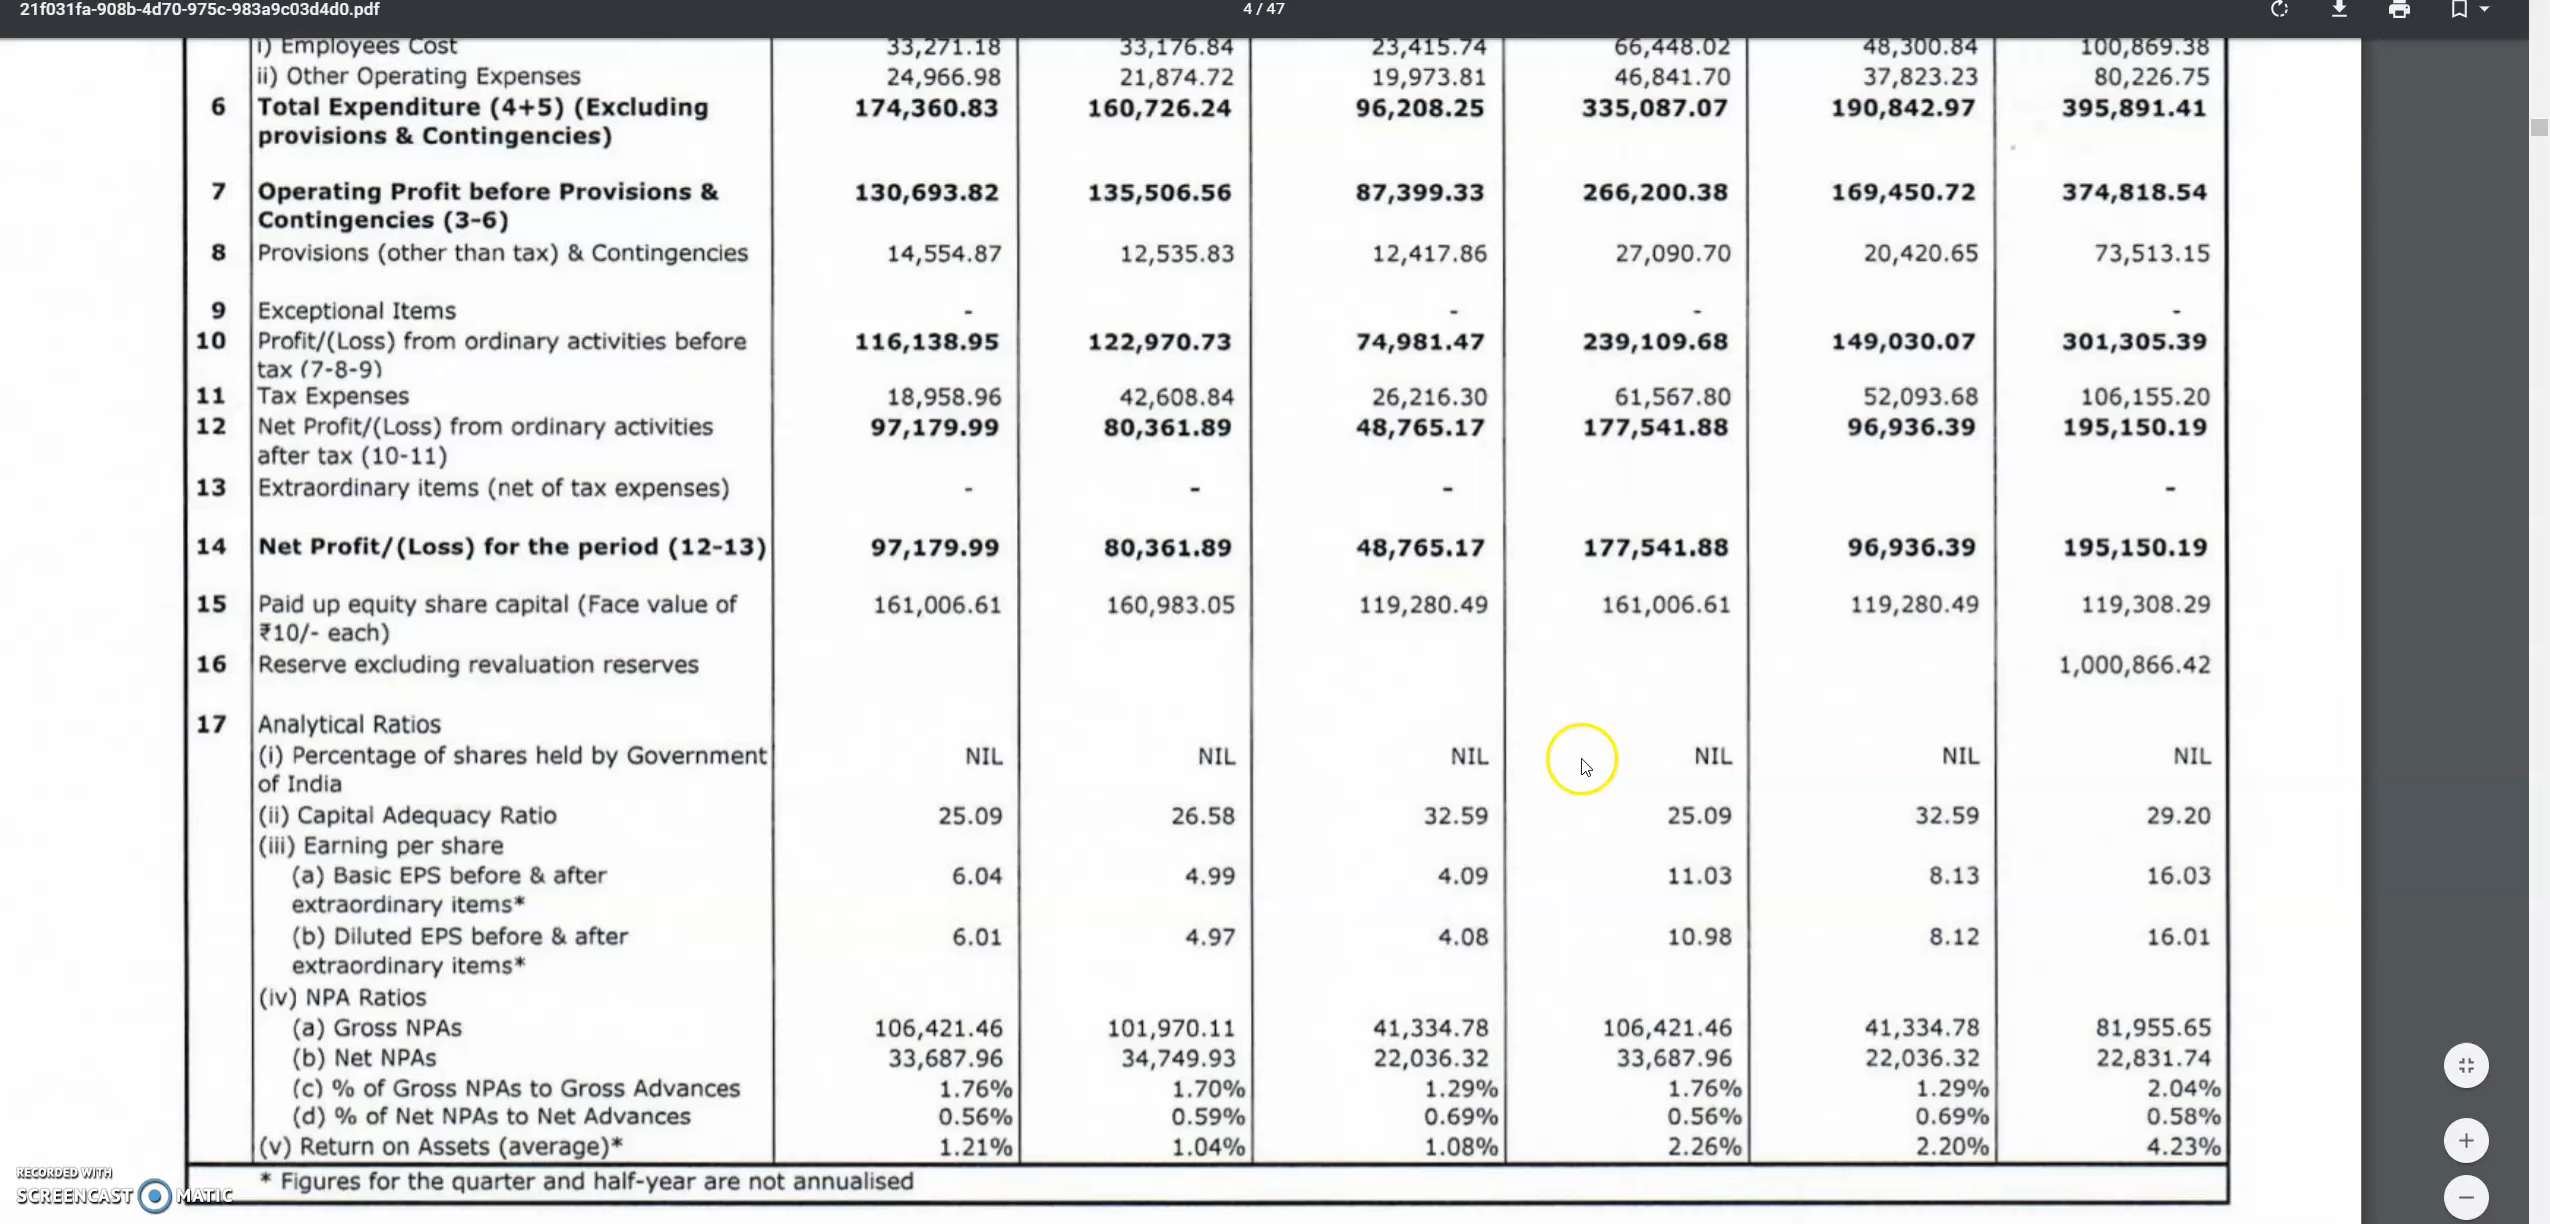 21f031fa-908b-4d70-975c-983a9c03d4d0.pdf 4 / 47
i) Employees Cost 33,271.18 33,176.84 23,415.74 66,448.02 48,300.84 100,869.38
ii) Other Operating Expenses 24,966.98 21,874.72 19,973.81 46,841.70 37,823.23 80,226.75
6 Total Expenditure (4+5) (Excluding 174,360.83 160,726.24 96,208.25 335,087.07 190,842.97 395,891.41
provisions & Contingencies)
7 Operating Profit before Provisions & 130,693.82 135,506.56 87,399.33 266,200.38 169,450.72 374,818.54
Contingencies (3-6)
8 Provisions (other than tax) & Contingencies 14,554.87 12,535.83 12,417.86 27,090.70 20,420.65 73,513.15
9 Exceptional Items - - - -
10 Profit/(Loss) from ordinary activities before 116,138.95 122,970.73 74,981.47 239,109.68 149,030.07 301,305.39
tax (7-8-9)
11 Tax Expenses 18,958.96 42,608.84 26,216.30 61,567.80 52,093.68 106,155.20
12 Net Profit/(Loss) from ordinary activities 97,179.99 80,361.89 48,765.17 177,541.88 96,936.39 195,150.19
after tax (10-11)
13 Extraordinary items (net of tax expenses) - - - -
14 Net Profit/(Loss) for the period (12-13) 97,179.99 80,361.89 48,765.17 177,541.88 96,936.39 195,150.19
15 Paid up equity share capital (Face value of 161,006.61 160,983.05 119,280.49 161,006.61 119,280.49 119,308.29
₹10/- each)
16 Reserve excluding revaluation reserves 1,000,866.42
17 Analytical Ratios
(i) Percentage of shares held by Government NIL NIL NIL NIL NIL NIL
of India
(ii) Capital Adequacy Ratio 25.09 26.58 32.59 25.09 32.59 29.20
(iii) Earning per share
(a) Basic EPS before & after 6.04 4.99 4.09 11.03 8.13 16.03
extraordinary items*
(b) Diluted EPS before & after 6.01 4.97 4.08 10.98 8.12 16.01
extraordinary items*
(iv) NPA Ratios
(a) Gross NPAs 106,421.46 101,970.11 41,334.78 106,421.46 41,334.78 81,955.65
(b) Net NPAs 33,687.96 34,749.93 22,036.32 33,687.96 22,036.32 22,831.74
(c) % of Gross NPAs to Gross Advances 1.76% 1.70% 1.29% 1.76% 1.29% 2.04%
(d) % of Net NPAs to Net Advances 0.56% 0.59% 0.69% 0.56% 0.69% 0.58%
(v) Return on Assets (average)* 1.21% 1.04% 1.08% 2.26% 2.20% 4.23%
* Figures for the quarter and half-year are not annualised
RECORDED WITH
SCREENCAST MATIC